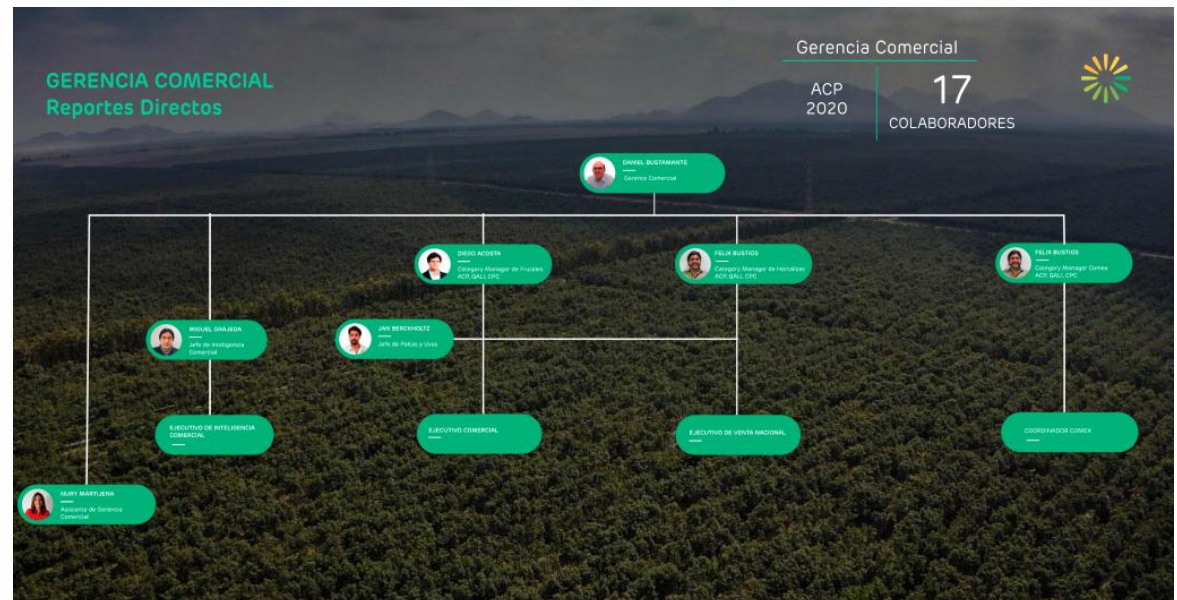 GERENCIA COMERCIAL
Reportes Directos
Gerencia Comercial
ACP
2020
17
COLABORADORES
DANIEL BUSTAMANTE
Gerente Comercial
DIEGO ACOSTA
Category Manager de Frutales
ACP, QALI, CPC
FELIX BUSTIOS
Category Manager de Hortalizas
ACP, QALI, CPC
FELIX BUSTIOS
Category Manager Comex
ACP, QALI, CPC
MIGUEL GRAJEDA
Jefe de Inteligencia
Comercial
JAN BERCKHOLTZ
Jefe de Paltas y Uvas
EJECUTIVO DE INTELIGENCIA
COMERCIAL
EJECUTIVO COMERCIAL
EJECUTIVO DE VENTA NACIONAL
COORDINADOR COMEX
NURY MARTIJENA
Asistente de Gerencia
Comercial